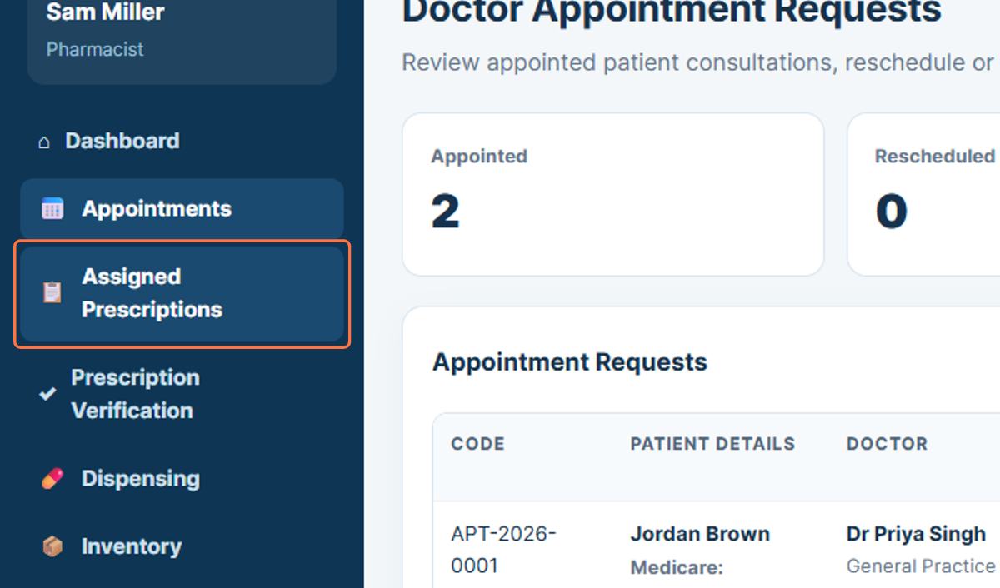 Sam Miller
Pharmacist
Dashboard
Appointments
Assigned
Prescriptions
Prescription
Verification
Dispensing
Inventory
Doctor Appointment Requests
Review appointed patient consultations, reschedule or
Appointed
2
Rescheduled
0
Appointment Requests
CODE PATIENT DETAILS DOCTOR
APT-2026-
0001
Jordan Brown
Medicare:
Dr Priya Singh
General Practice